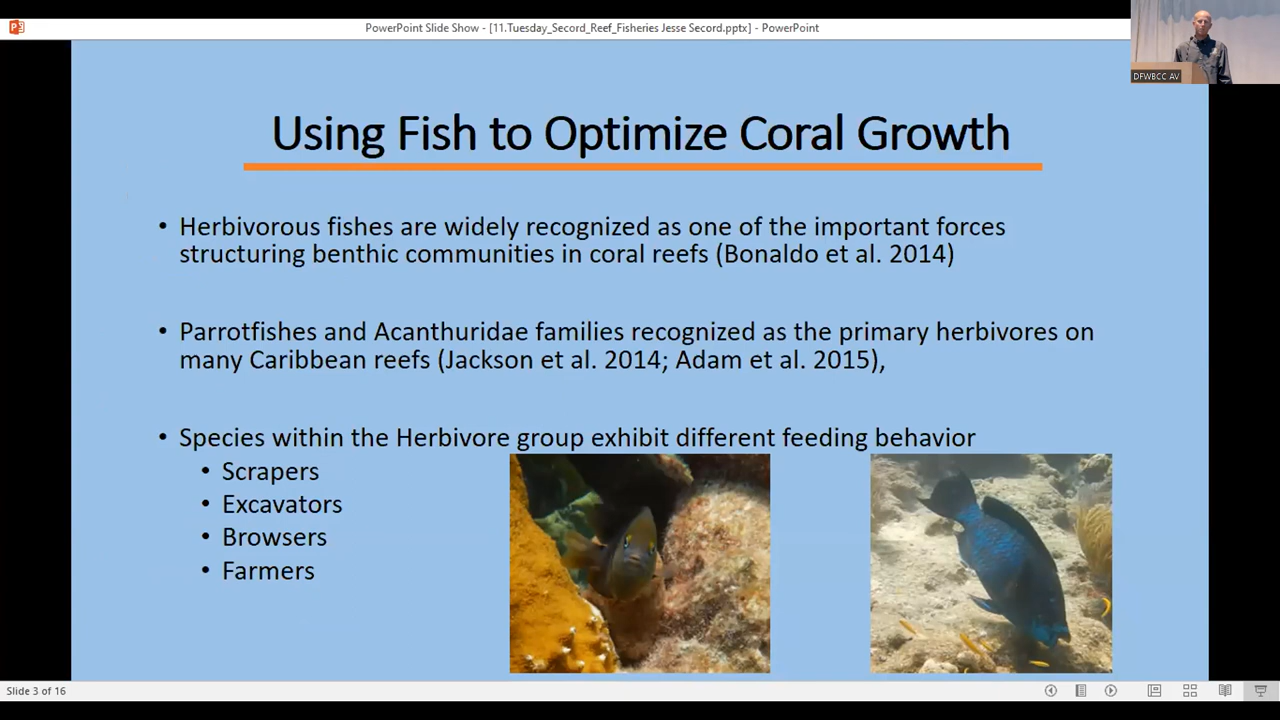 PowerPoint Slide Show - [11.Tuesday_Secord_Reef_Fisheries Jesse Secord.pptx] - PowerPoint
DFWBCC AV
Using Fish to Optimize Coral Growth
• Herbivorous fishes are widely recognized as one of the important forces
structuring benthic communities in coral reefs (Bonaldo et al. 2014)
• Parrotfishes and Acanthuridae families recognized as the primary herbivores on
many Caribbean reefs (Jackson et al. 2014; Adam et al. 2015),
• Species within the Herbivore group exhibit different feeding behavior
• Scrapers
• Excavators
• Browsers
• Farmers
Slide 3 of 16